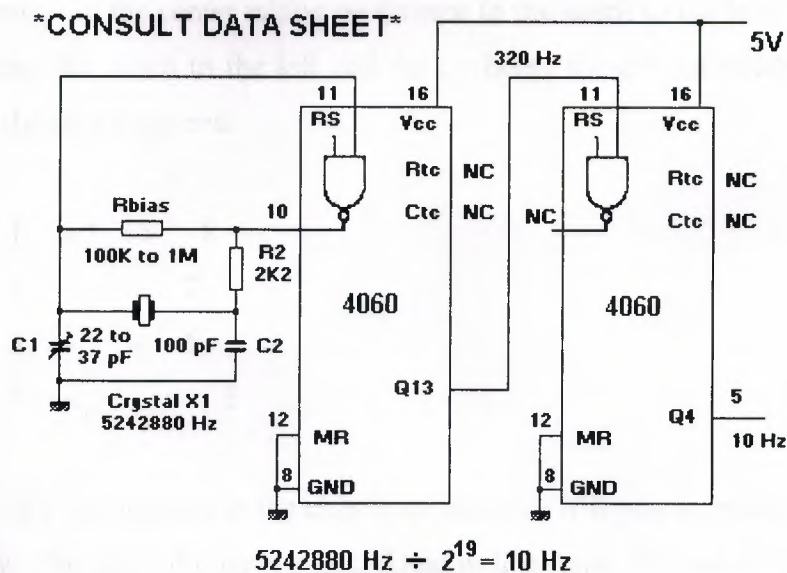 *CONSULT DATA SHEET*
5V
320 Hz
11 16
RS Vcc
Rtc NC
Ctc NC
Rbias
100K to 1M
10
R2
2K2
4060
C1
22 to
37 pF
100 pF
C2
Crystal X1
5242880 Hz
Q13
12
MR
8
GND
11 16
RS Vcc
Rtc NC
Ctc NC
NC
4060
5
Q4
10 Hz
12
MR
8
GND
5242880 Hz ÷ 2¹⁹ = 10 Hz